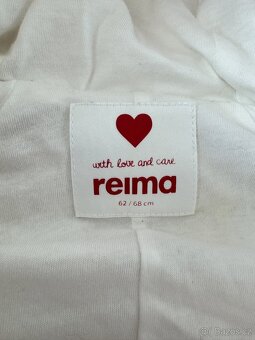 with love and care
reima
62 / 68 cm